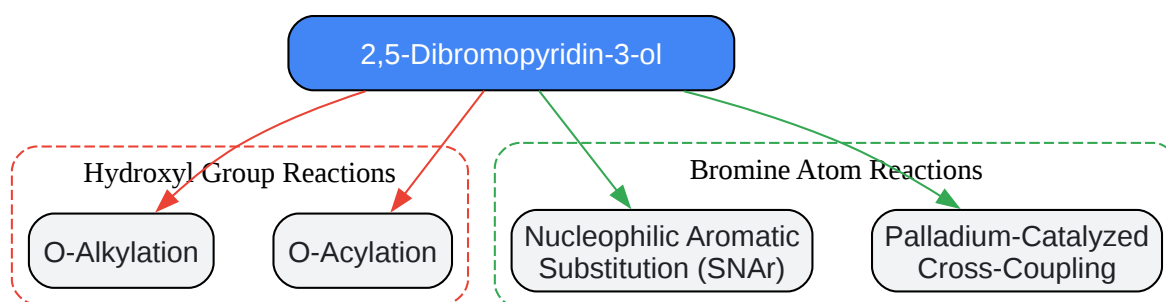 2,5-Dibromopyridin-3-ol
Hydroxyl Group Reactions
Bromine Atom Reactions
O-Alkylation
O-Acylation
Nucleophilic Aromatic
Substitution (SNAr)
Palladium-Catalyzed
Cross-Coupling